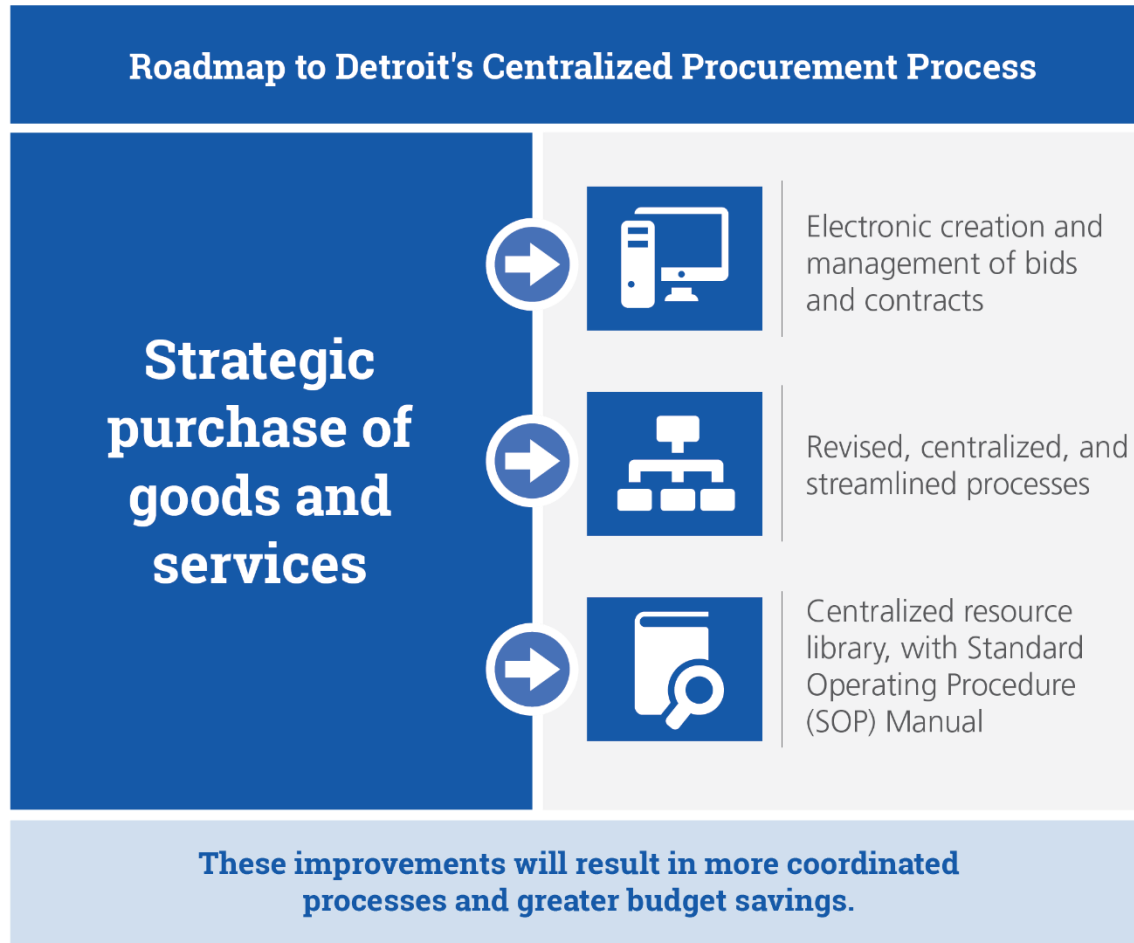 Roadmap to Detroit's Centralized Procurement Process
Strategic
purchase of
goods and
services
Electronic creation and
management of bids
and contracts
Revised, centralized, and
streamlined processes
Centralized resource
library, with Standard
Operating Procedure
(SOP) Manual
These improvements will result in more coordinated
processes and greater budget savings.